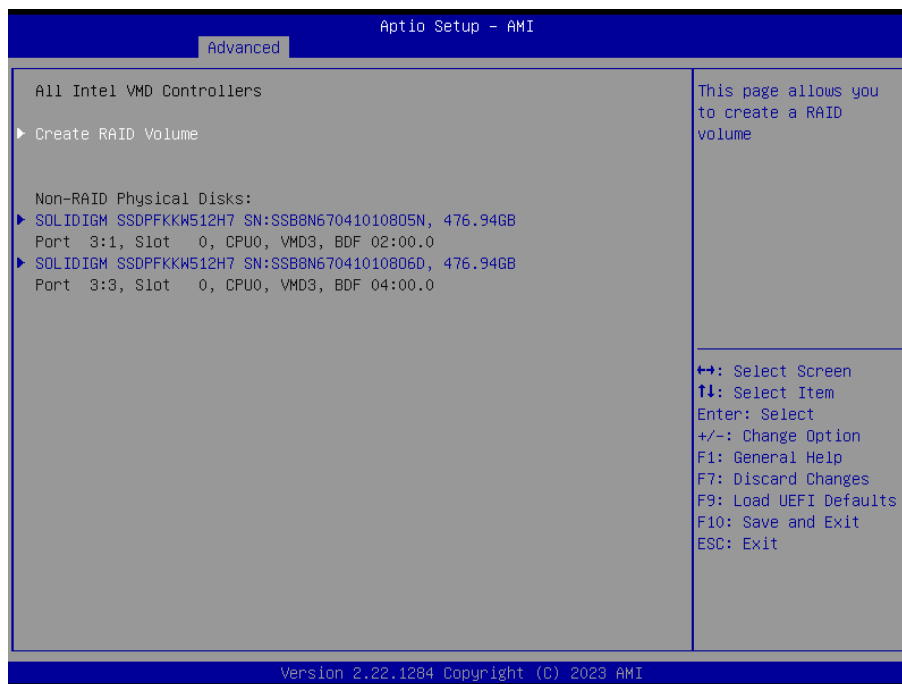 Aptio Setup – AMI
Advanced
All Intel VMD Controllers
Create RAID Volume
Non-RAID Physical Disks:
SOLIDIGM SSDPFKKW512H7 SN:SSB8N67041010805N, 476.94GB
Port 3:1, Slot 0, CPU0, VMD3, BDF 02:00.0
SOLIDIGM SSDPFKKW512H7 SN:SSB8N67041010806D, 476.94GB
Port 3:3, Slot 0, CPU0, VMD3, BDF 04:00.0
This page allows you
to create a RAID
volume
↔: Select Screen
↑↓: Select Item
Enter: Select
+/-: Change Option
F1: General Help
F7: Discard Changes
F9: Load UEFI Defaults
F10: Save and Exit
ESC: Exit
Version 2.22.1284 Copyright (C) 2023 AMI